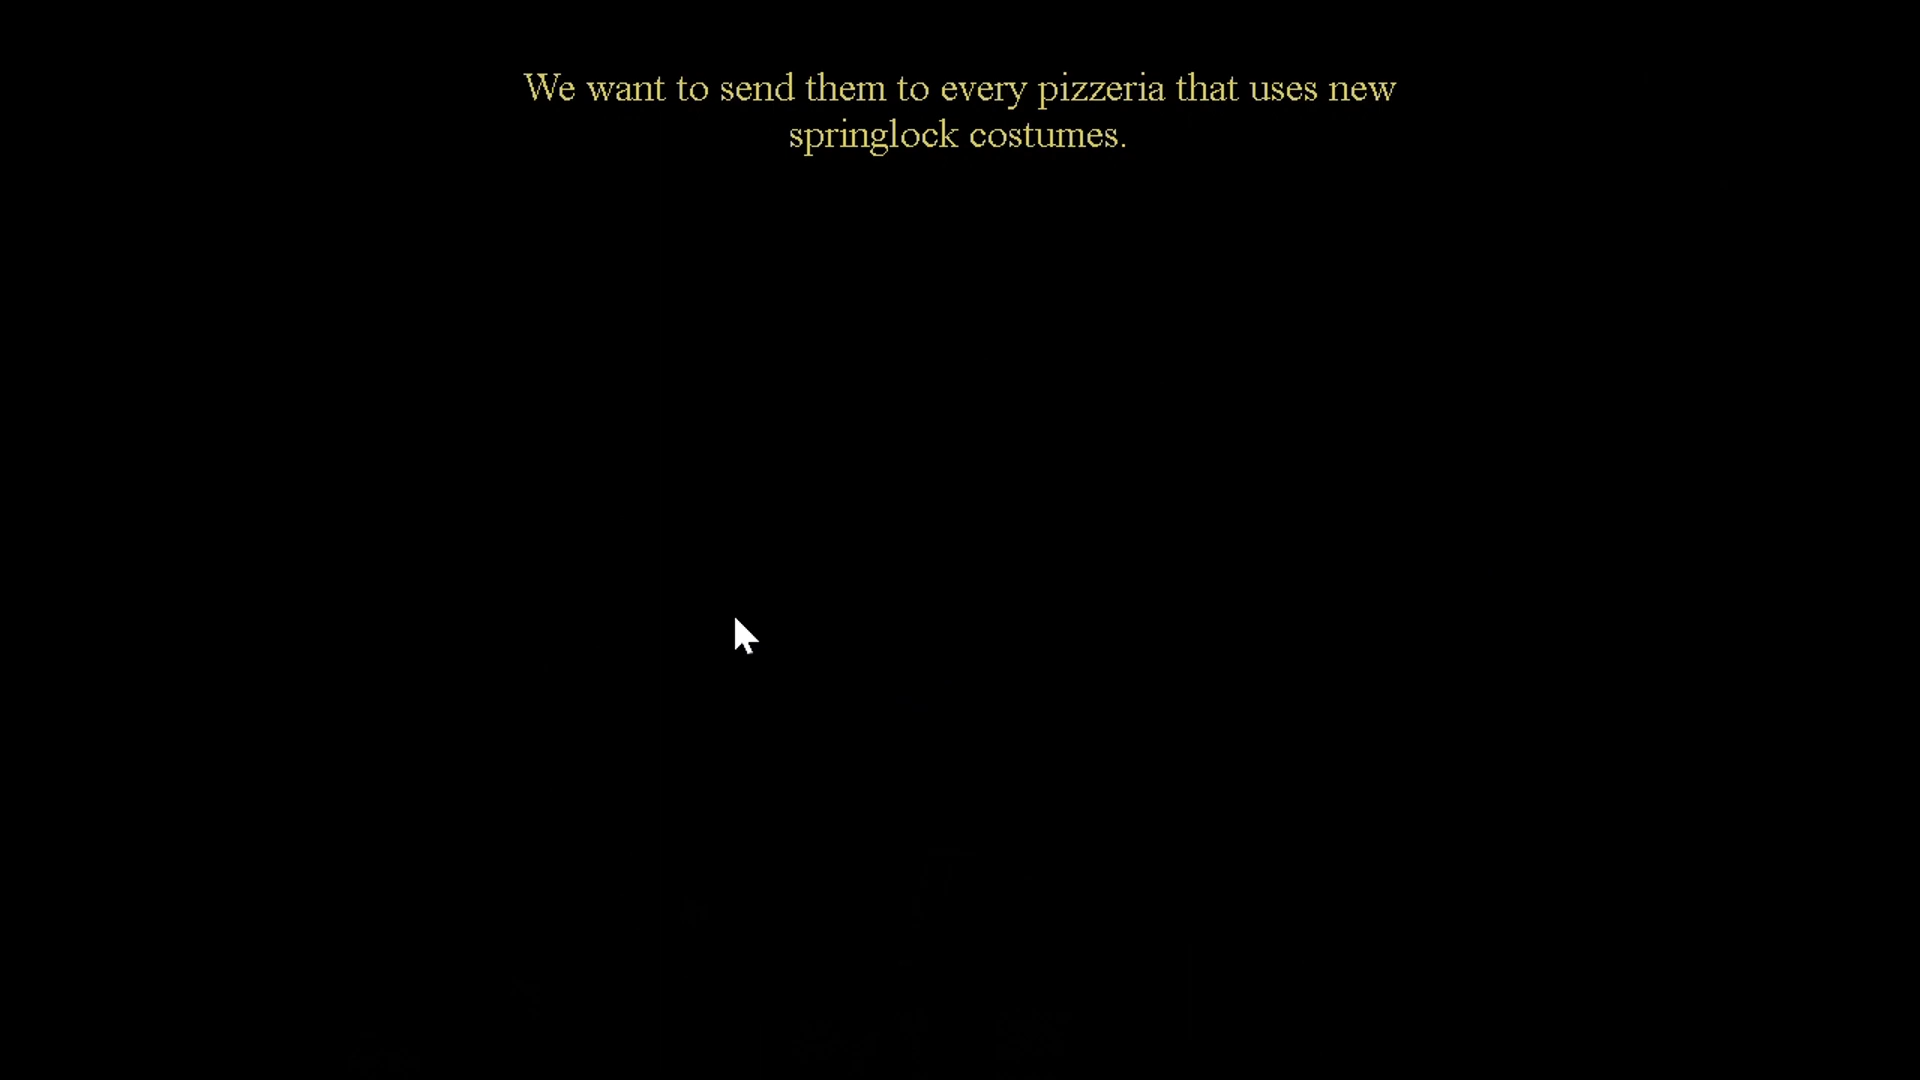 We want to send them to every pizzeria that uses new
springlock costumes.